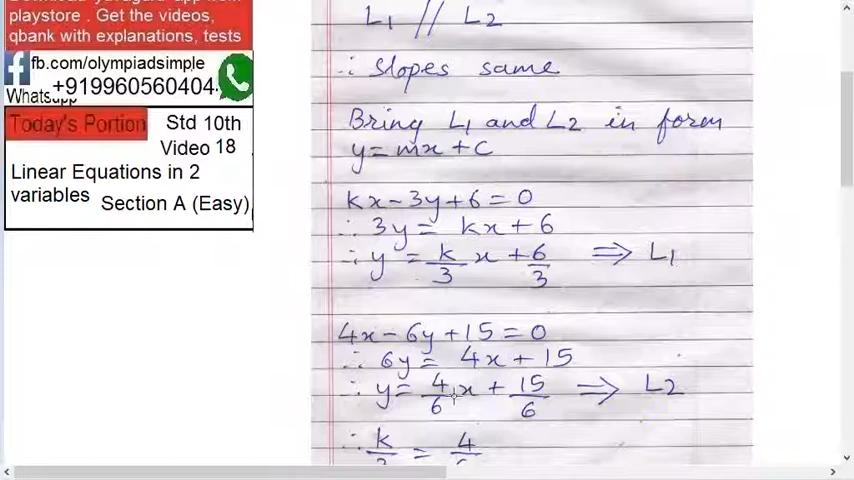 playstore . Get the videos,
qbank with explanations, tests
fb.com/olympiadsimple
+919960560404
Whatsapp
Today's Portion
Std 10th
Video 18
Linear Equations in 2
variables
Section A (Easy)
L1 // L2
∴ slopes same
Bring L1 and L2 in form
y=mx+c
kx-3y+6=0
∴ 3y = kx+6
∴ y = k/3 x + 6/3 ⇒ L1
4x-6y+15=0
∴ 6y = 4x+15
∴ y= 4/6 x + 15/6 ⇒ L2
∴ k/3 = 4